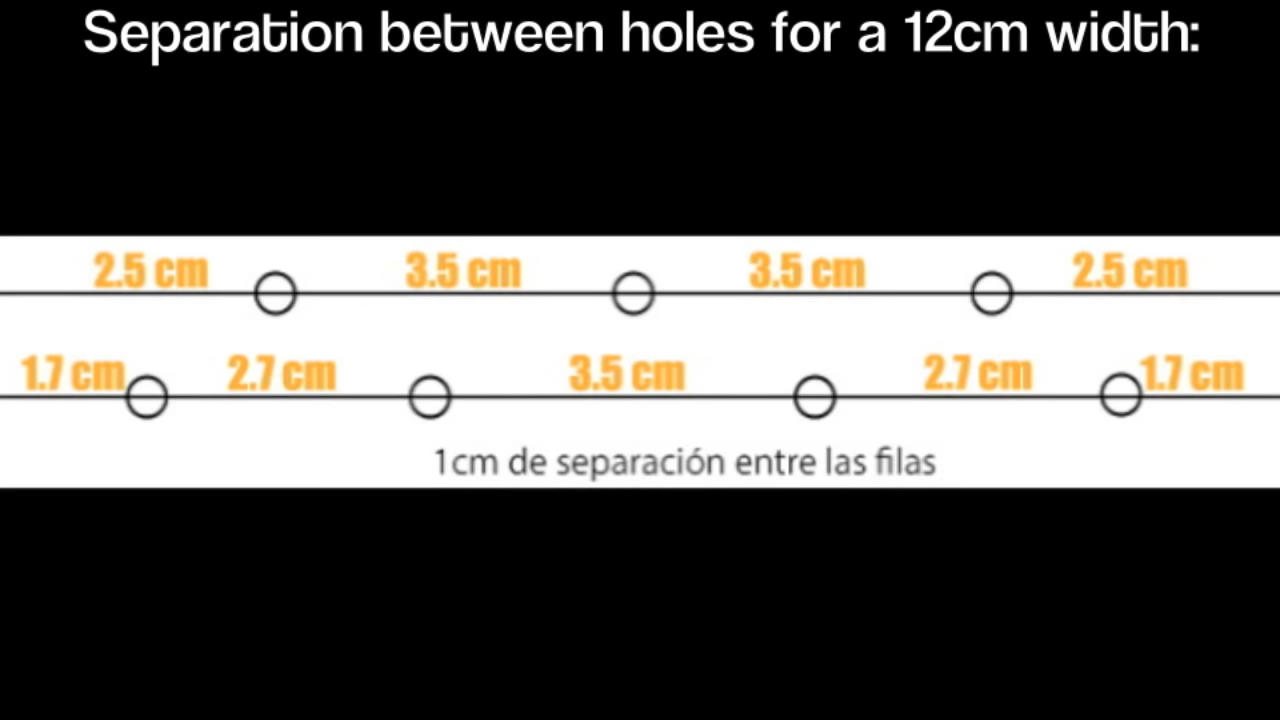 Separation between holes for a 12cm width:
2.5 cm 3.5 cm 3.5 cm 2.5 cm
1.7 cm 2.7 cm 3.5 cm 2.7 cm 1.7 cm
1cm de separación entre las filas